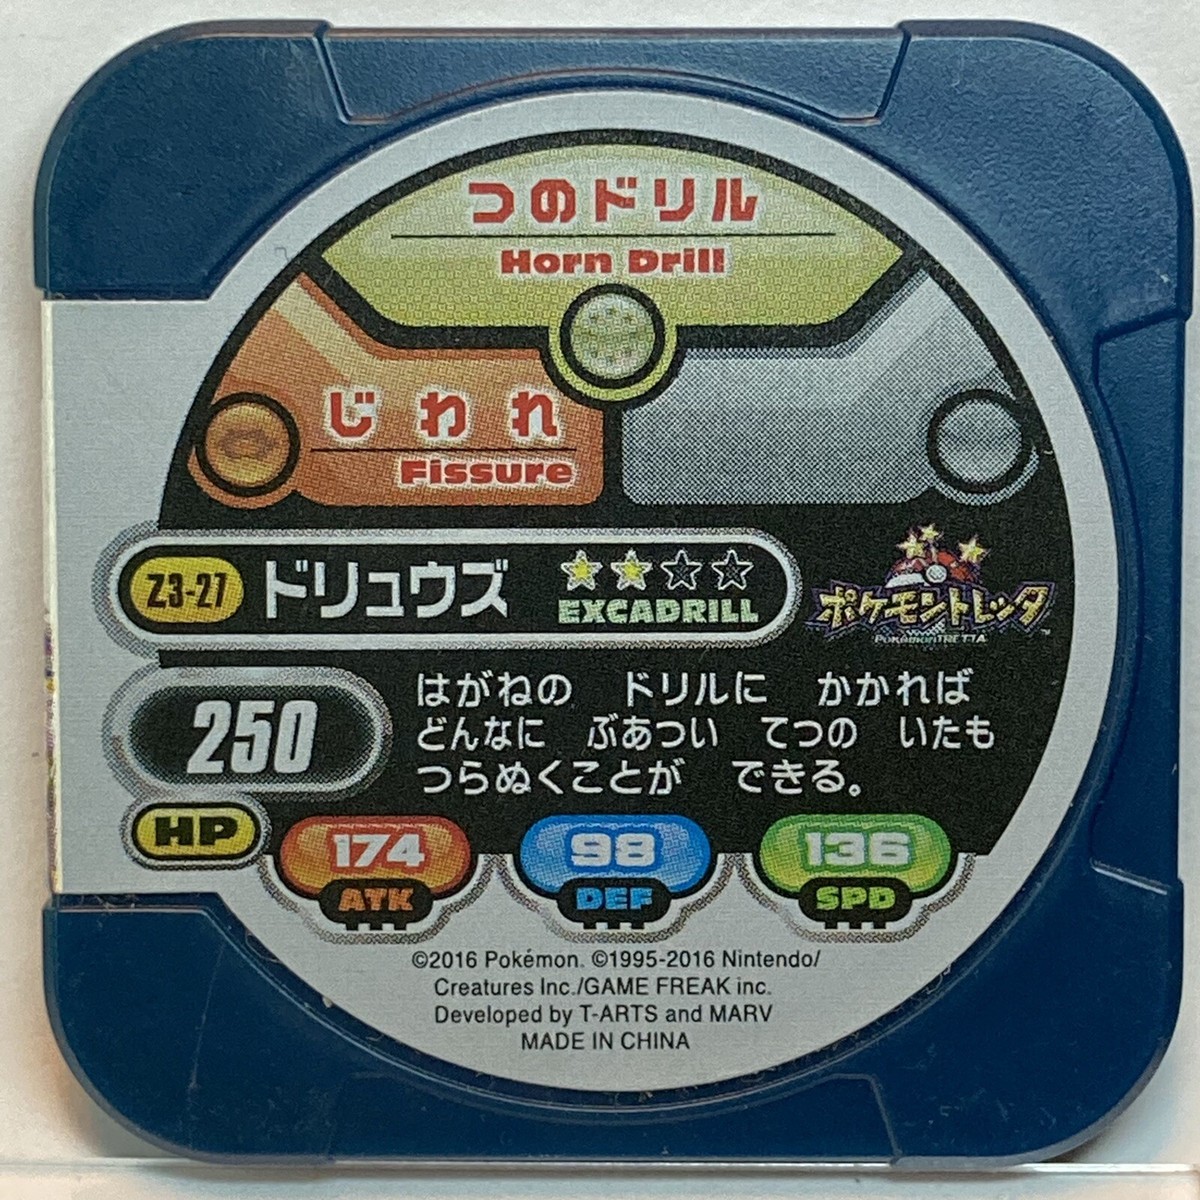 つのドリル
Horn Drill
じわれ
Fissure
Z3-27 ドリュウズ
EXCADRILL
ポケモントレッタ
PokémonTRETTA
250
HP
はがねの ドリルに かかれば
どんなに ぶあつい てつの いたも
つらぬくことが できる。
174
ATK
98
DEF
136
SPD
©2016 Pokémon. ©1995-2016 Nintendo/
Creatures Inc./GAME FREAK inc.
Developed by T-ARTS and MARV
MADE IN CHINA